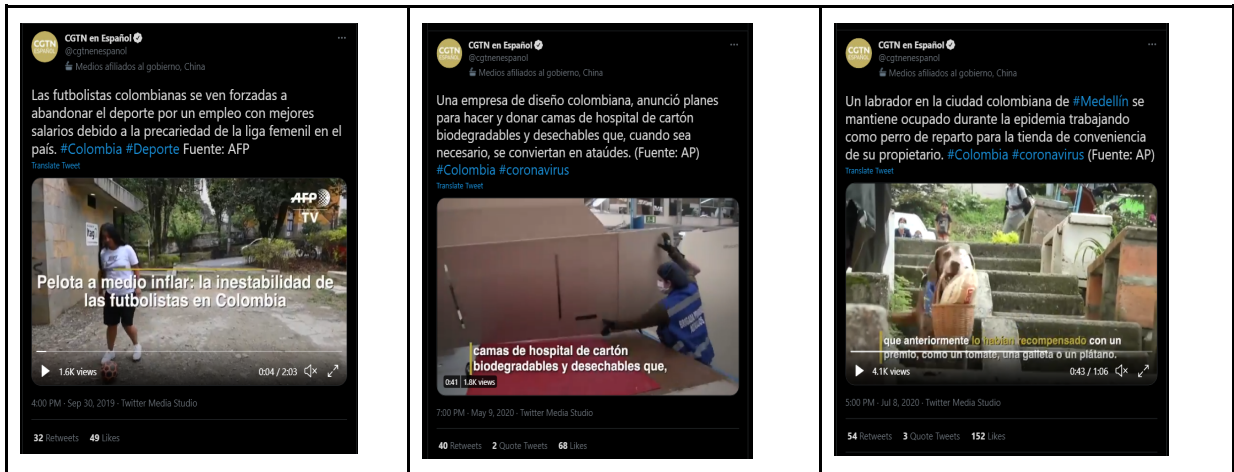 CGTN en Español
@cgtnenespanol
Medios afiliados al gobierno, China
Las futbolistas colombianas se ven forzadas a
abandonar el deporte por un empleo con mejores
salarios debido a la precariedad de la liga femenil en el
país. #Colombia #Deporte Fuente: AFP
Translate Tweet
AFP
TV
Pelota a medio inflar: la inestabilidad de
las futbolistas en Colombia
1.6K views
0:04 / 2:03
4:00 PM · Sep 30, 2019 · Twitter Media Studio
32 Retweets 49 Likes
CGTN en Español
@cgtnenespanol
Medios afiliados al gobierno, China
Una empresa de diseño colombiana, anunció planes
para hacer y donar camas de hospital de cartón
biodegradables y desechables que, cuando sea
necesario, se conviertan en ataúdes. (Fuente: AP)
#Colombia #coronavirus
Translate Tweet
camas de hospital de cartón
biodegradables y desechables que,
0:41 1.8K views
7:00 PM · May 9, 2020 · Twitter Media Studio
40 Retweets 2 Quote Tweets 68 Likes
CGTN en Español
@cgtnenespanol
Medios afiliados al gobierno, China
Un labrador en la ciudad colombiana de #Medellín se
mantiene ocupado durante la epidemia trabajando
como perro de reparto para la tienda de conveniencia
de su propietario. #Colombia #coronavirus (Fuente: AP)
Translate Tweet
que anteriormente lo habían recompensado con un
premio, como un tomate, una galleta o un plátano.
4.1K views
0:43 / 1:06
5:00 PM · Jul 8, 2020 · Twitter Media Studio
54 Retweets 3 Quote Tweets 152 Likes